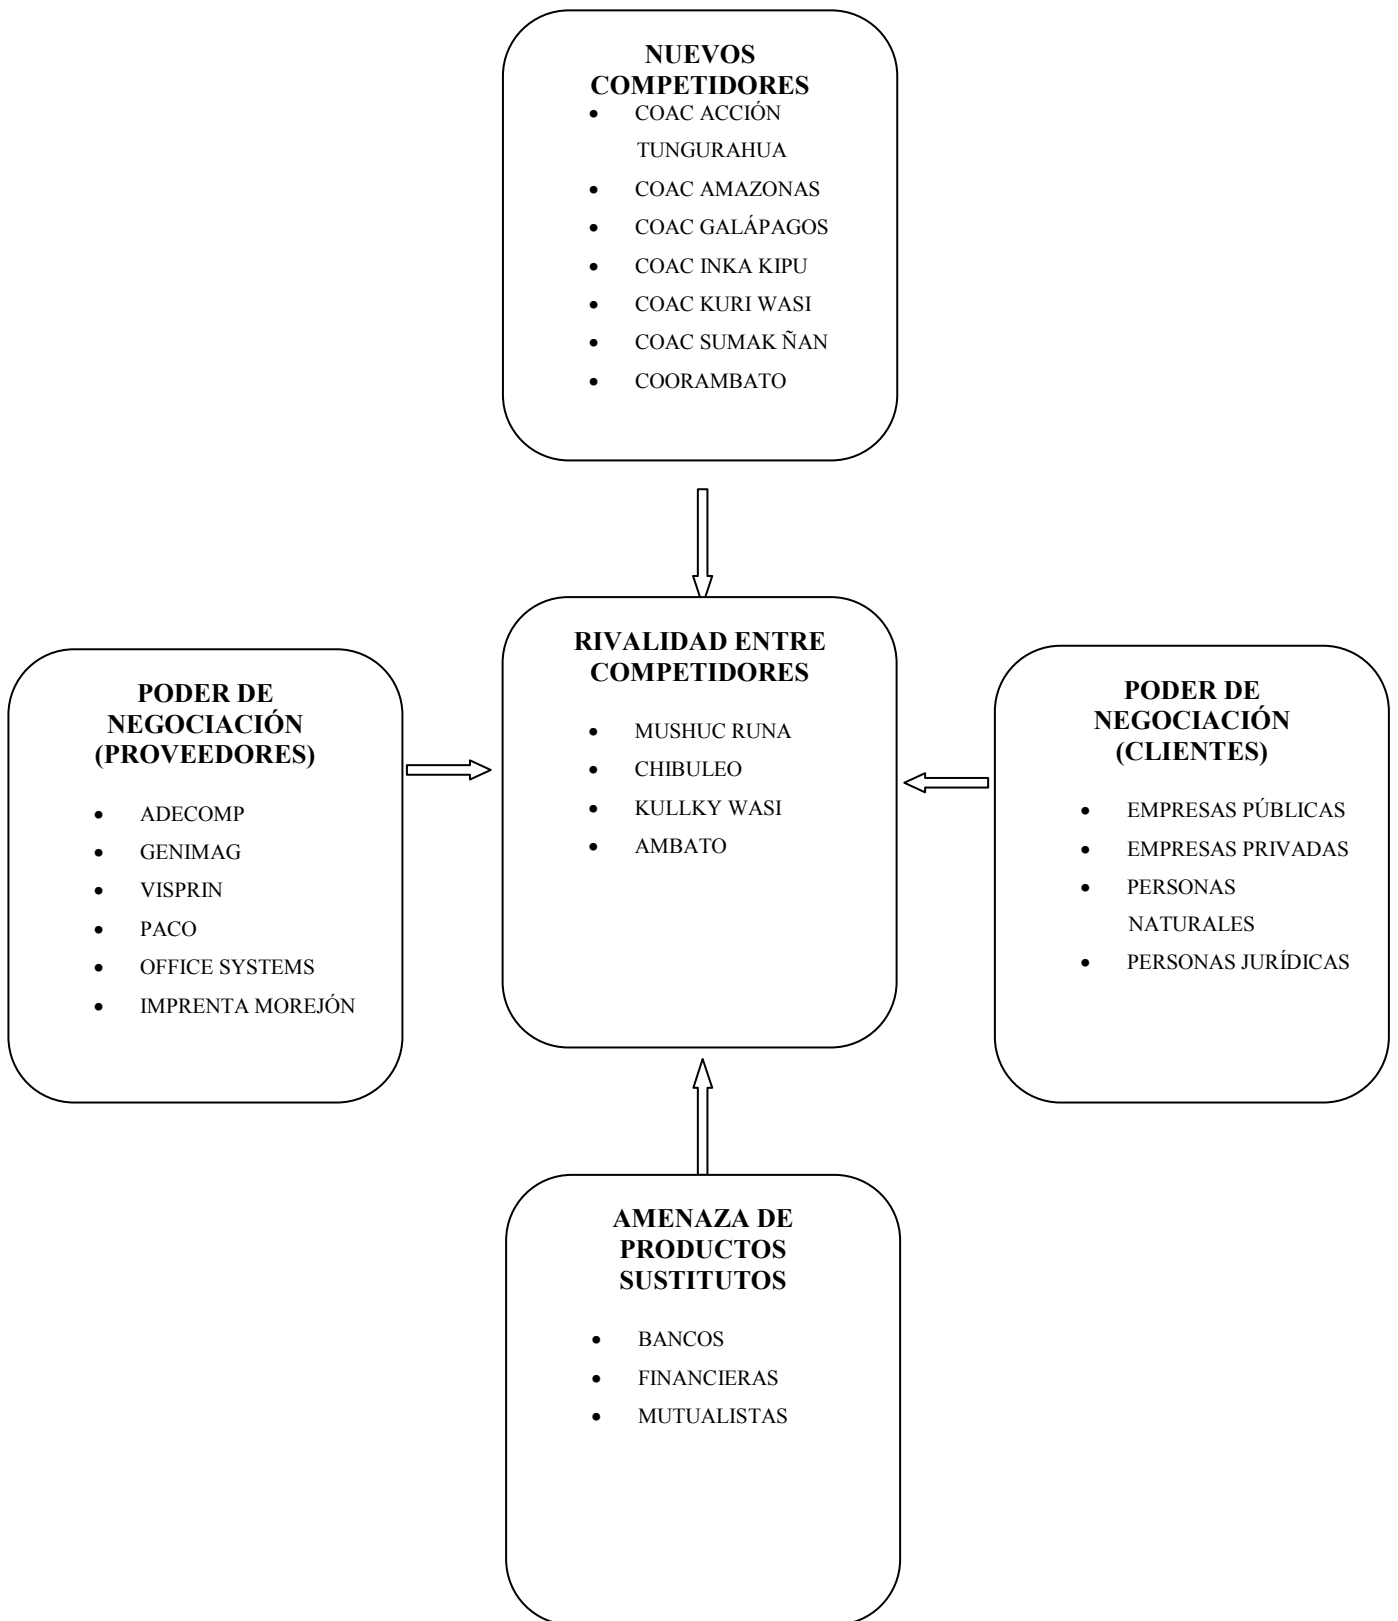 NUEVOS
COMPETIDORES
• COAC ACCIÓN
TUNGURAHUA
• COAC AMAZONAS
• COAC GALÁPAGOS
• COAC INKA KIPU
• COAC KURI WASI
• COAC SUMAK ÑAN
• COORAMBATO
RIVALIDAD ENTRE
COMPETIDORES
• MUSHUC RUNA
• CHIBULEO
• KULLKY WASI
• AMBATO
PODER DE
NEGOCIACIÓN
(PROVEEDORES)
• ADECOMP
• GENIMAG
• VISPRIN
• PACO
• OFFICE SYSTEMS
• IMPRENTA MOREJÓN
PODER DE
NEGOCIACIÓN
(CLIENTES)
• EMPRESAS PÚBLICAS
• EMPRESAS PRIVADAS
• PERSONAS
NATURALES
• PERSONAS JURÍDICAS
AMENAZA DE
PRODUCTOS
SUSTITUTOS
• BANCOS
• FINANCIERAS
• MUTUALISTAS